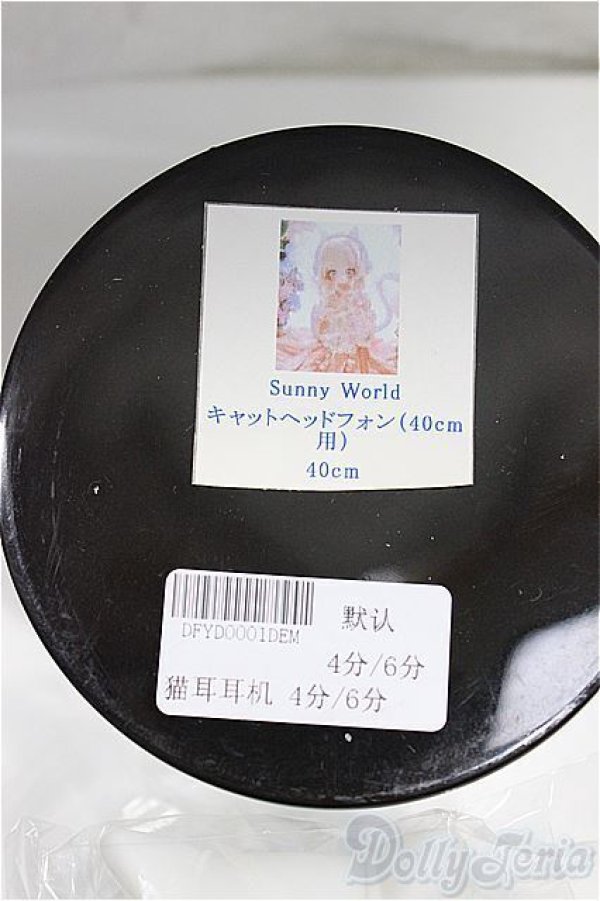 Sunny World
キャットヘッドフォン(40cm
用)
40cm
DFYD0001DEM
默认
4分/6分
猫耳耳机 4分/6分
DollyTeria